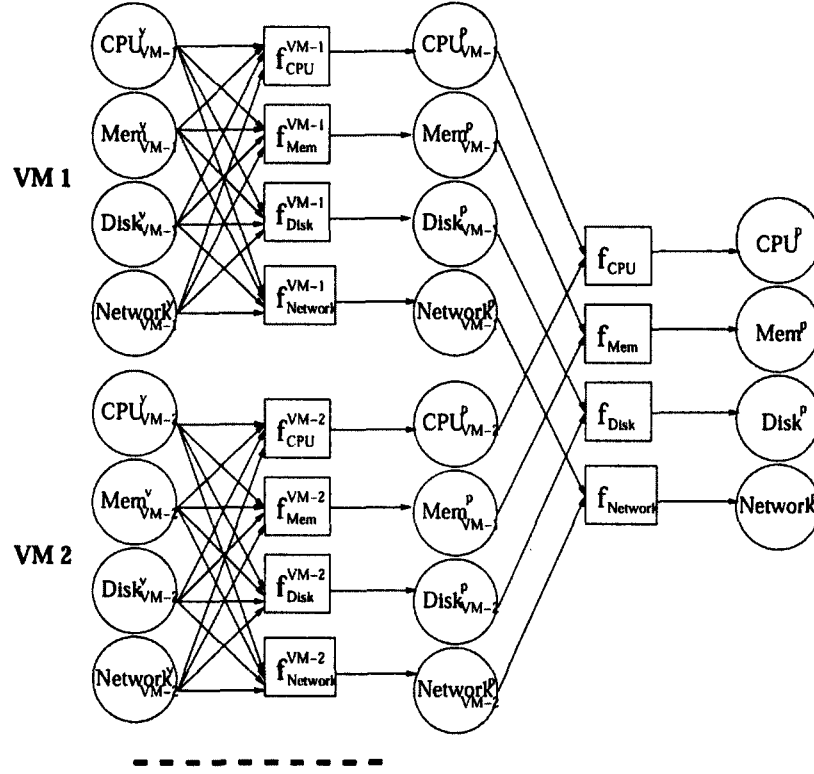 VM 1
CPU^v_VM-1
Mem^v_VM-1
Disk^v_VM-1
Network^v_VM-1
f^VM-1_CPU
f^VM-1_Mem
f^VM-1_Disk
f^VM-1_Network
CPU^p_VM-1
Mem^p_VM-1
Disk^p_VM-1
Network^p_VM-1
VM 2
CPU^v_VM-2
Mem^v_VM-2
Disk^v_VM-2
Network^v_VM-2
f^VM-2_CPU
f^VM-2_Mem
f^VM-2_Disk
f^VM-2_Network
CPU^p_VM-2
Mem^p_VM-1
Disk^p_VM-2
Network^p_VM-2
f_CPU
f_Mem
f_Disk
f_Network
CPU^p
Mem^p
Disk^p
Network^p